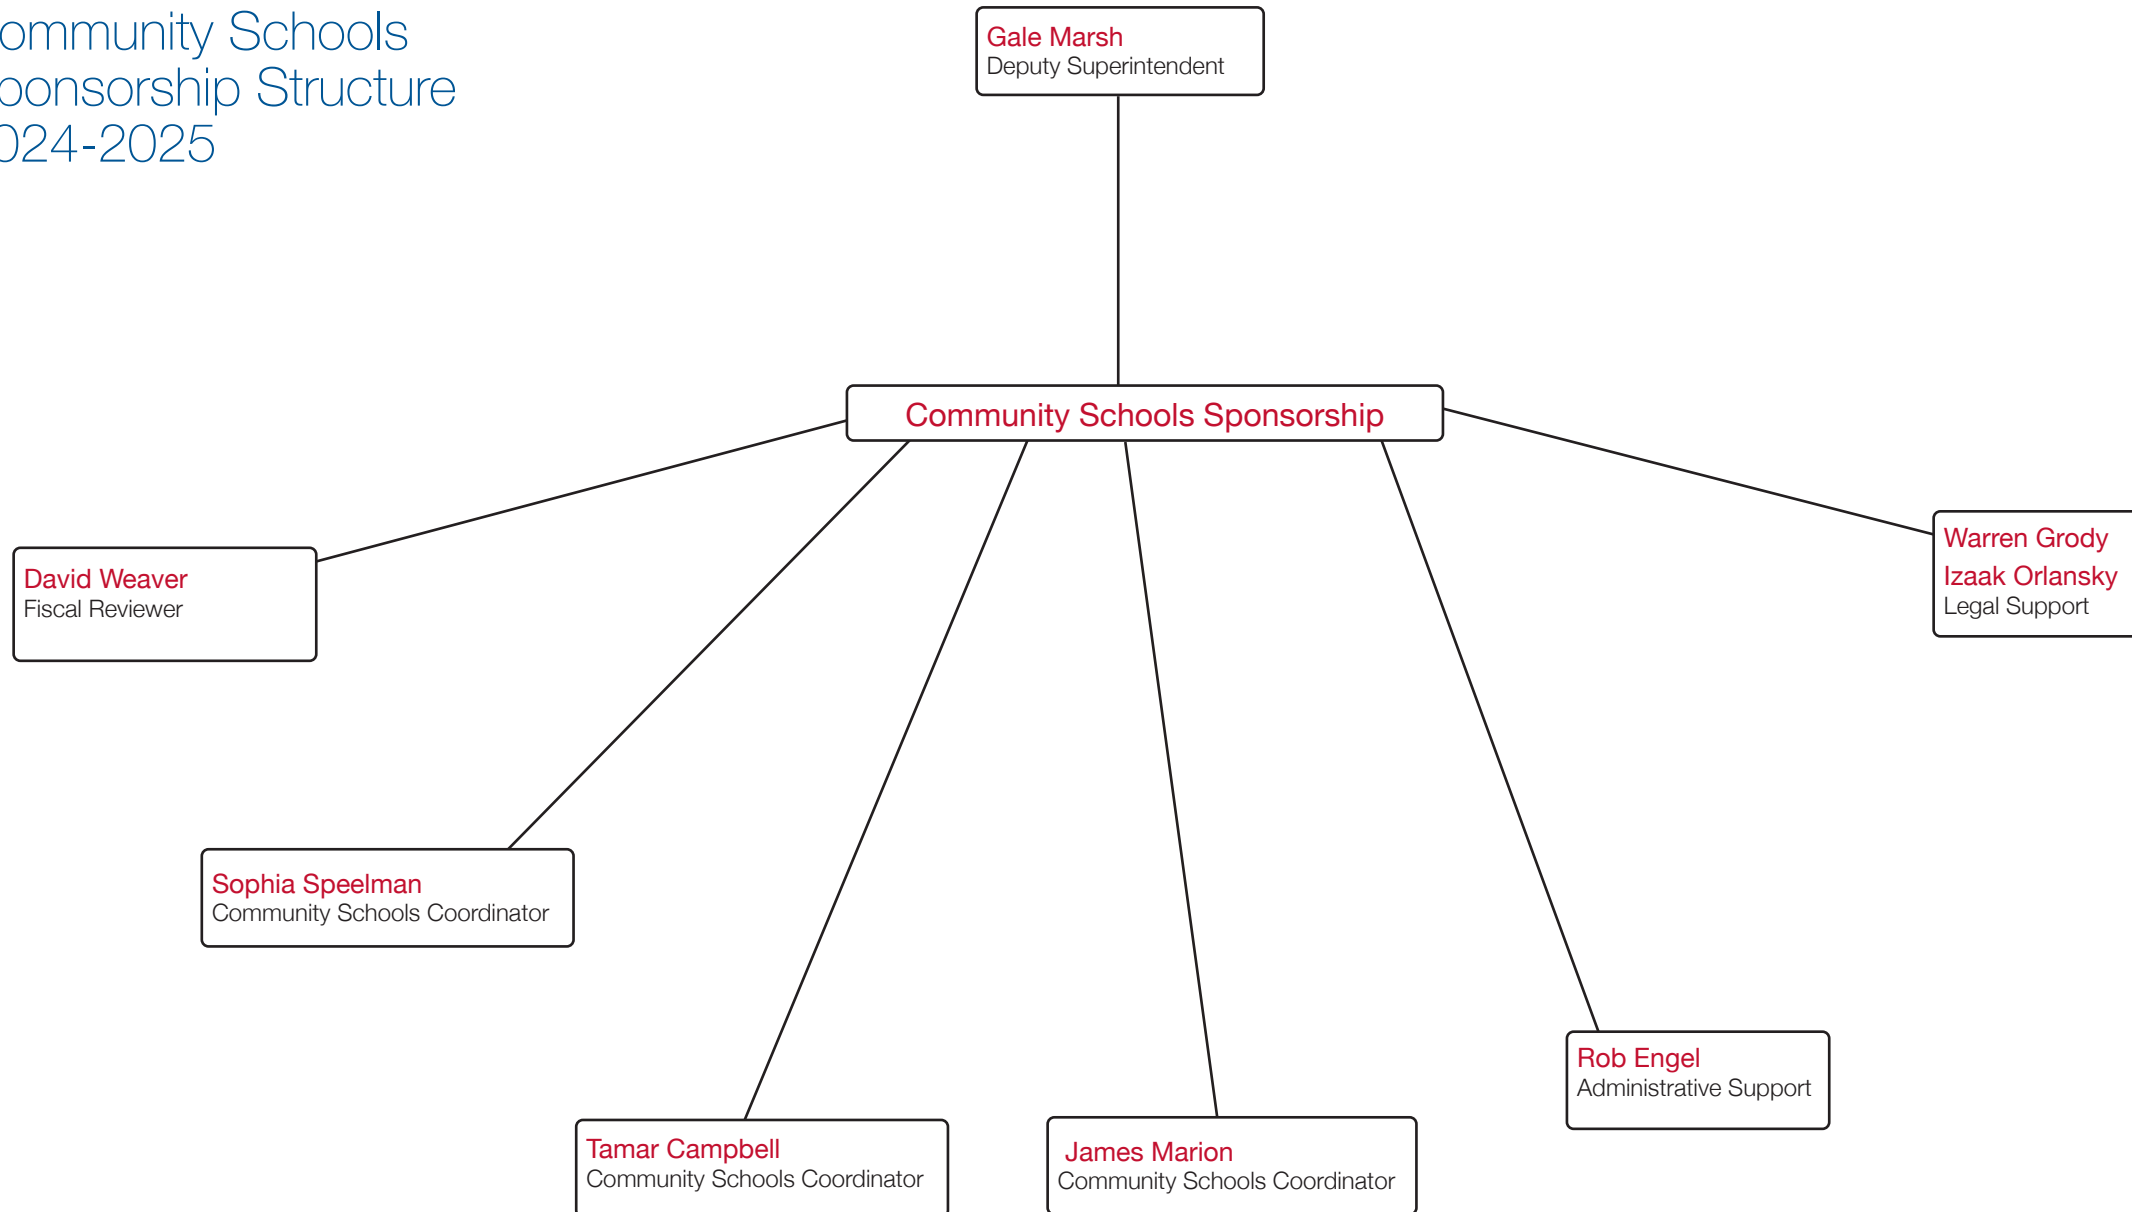 ommunity Schools
ponsorship Structure
024-2025
Gale Marsh
Deputy Superintendent
Community Schools Sponsorship
Warren Grody
Izaak Orlansky
Legal Support
David Weaver
Fiscal Reviewer
Sophia Speelman
Community Schools Coordinator
Rob Engel
Administrative Support
Tamar Campbell
Community Schools Coordinator
James Marion
Community Schools Coordinator